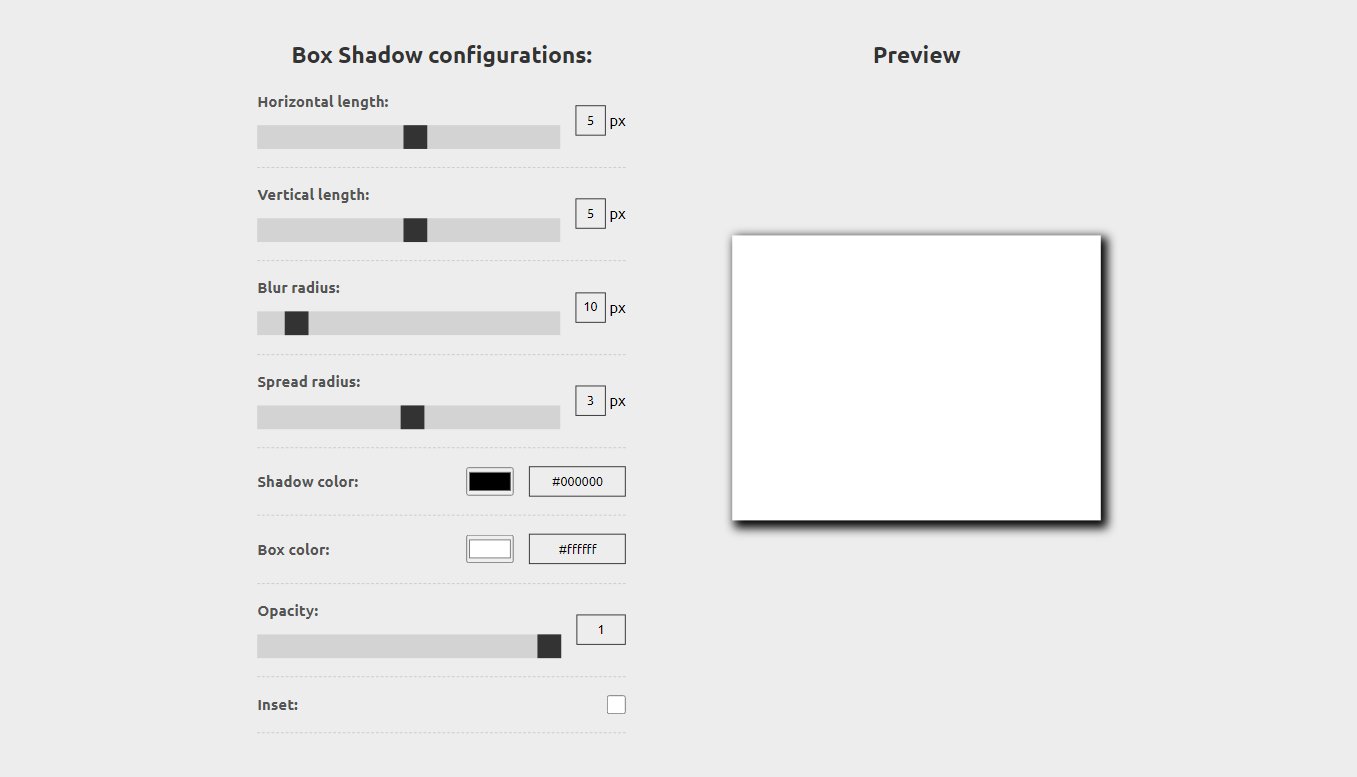 Box Shadow configurations:
Horizontal length:
5 px
Vertical length:
5 px
Blur radius:
10 px
Spread radius:
3 px
Shadow color:
#000000
Box color:
#ffffff
Opacity:
1
Inset:
Preview